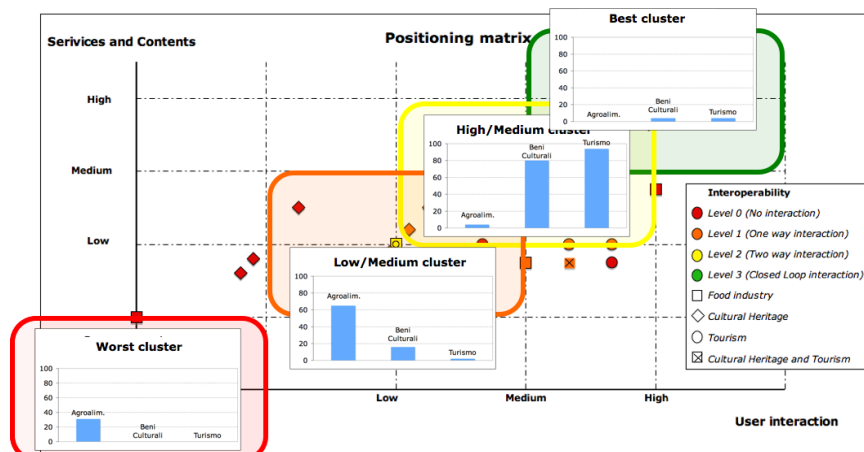 Best cluster
100
80
60
40
20
0
Agroalim.
Beni
Culturali
Turismo
Serivices and Contents
Positioning matrix
High
Medium
Low
High/Medium cluster
100
80
60
40
20
0
Agroalim.
Beni
Culturali
Turismo
Interoperability
Level 0 (No interaction)
Level 1 (One way interaction)
Level 2 (Two way interaction)
Level 3 (Closed Loop interaction)
Food industry
Cultural Heritage
Tourism
Cultural Heritage and Tourism
Low/Medium cluster
100
80
60
40
20
0
Agroalim.
Beni
Culturali
Turismo
Worst cluster
100
80
60
40
20
0
Agroalim.
Beni
Culturali
Turismo
Low
Medium
High
User interaction